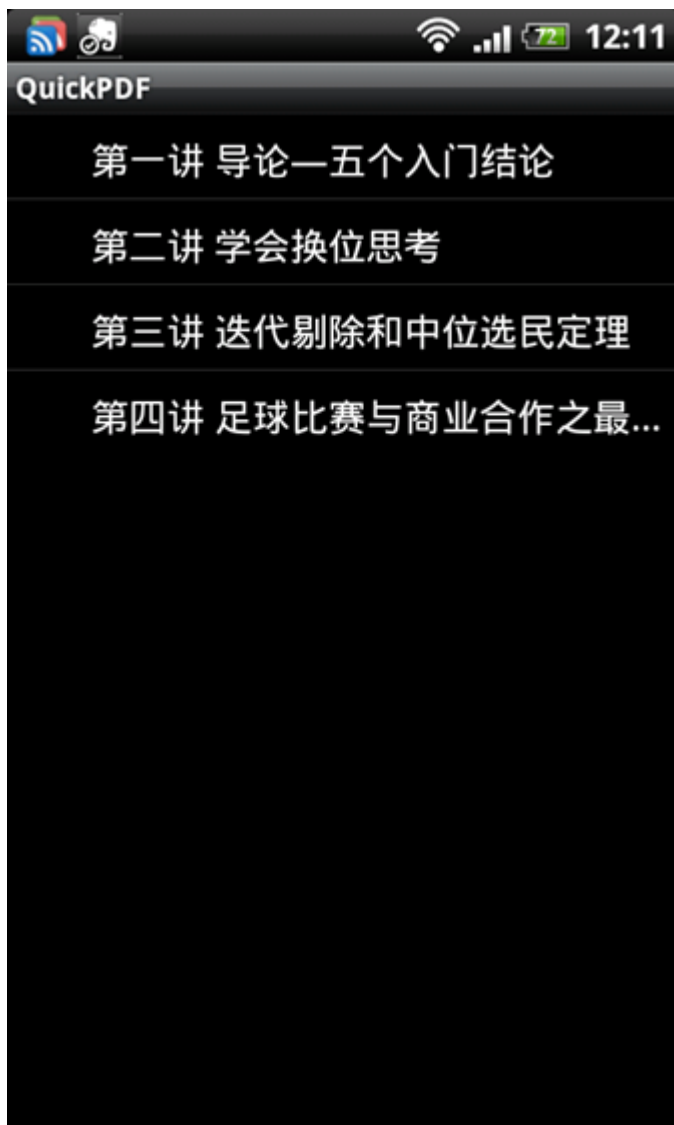 72 12:11
QuickPDF
第一讲 导论—五个入门结论
第二讲 学会换位思考
第三讲 迭代剔除和中位选民定理
第四讲 足球比赛与商业合作之最...